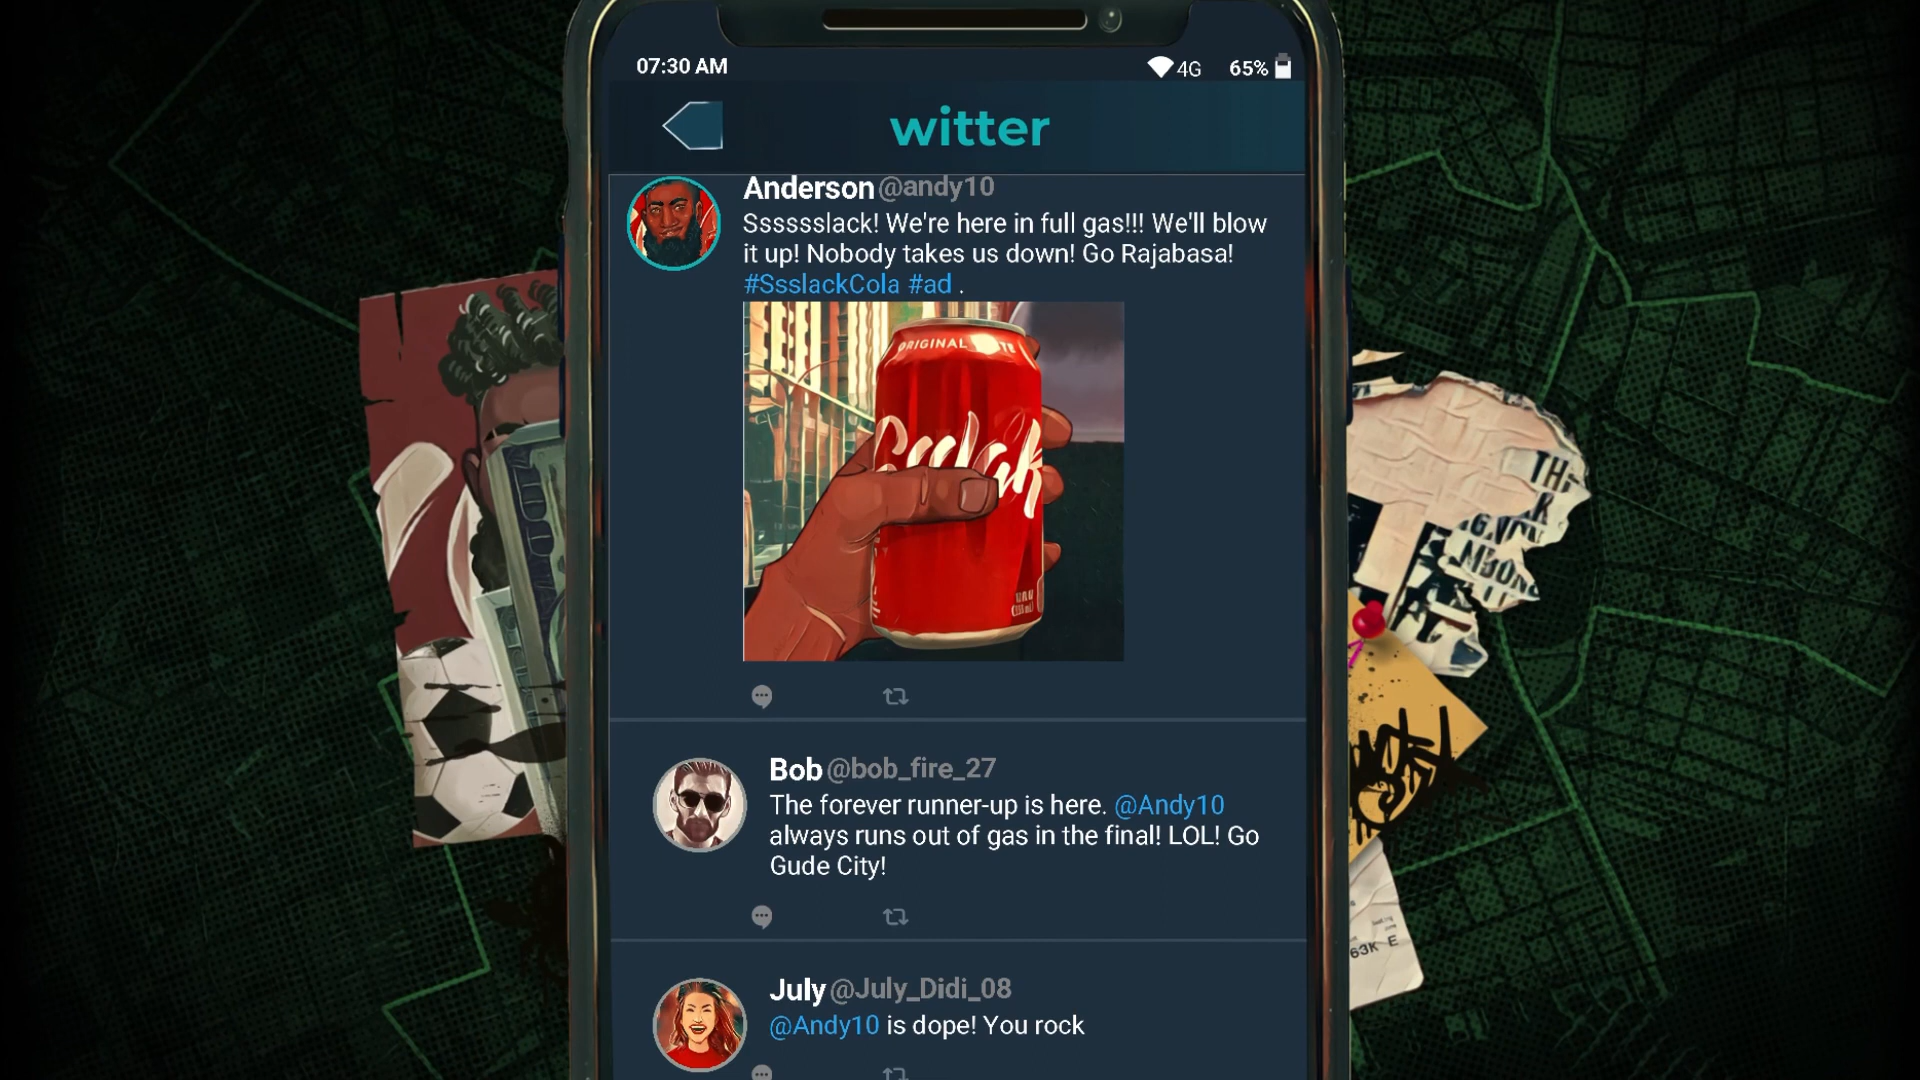 07:30 AM
4G
65%
witter
Anderson @andy10
Sssssslack! We're here in full gas!!! We'll blow
it up! Nobody takes us down! Go Rajabasa!
#SsslackCola #ad .
ORIGINAL
Bob @bob_fire_27
The forever runner-up is here. @Andy10
always runs out of gas in the final! LOL! Go
Gude City!
July @July_Didi_08
@Andy10 is dope! You rock
63K E